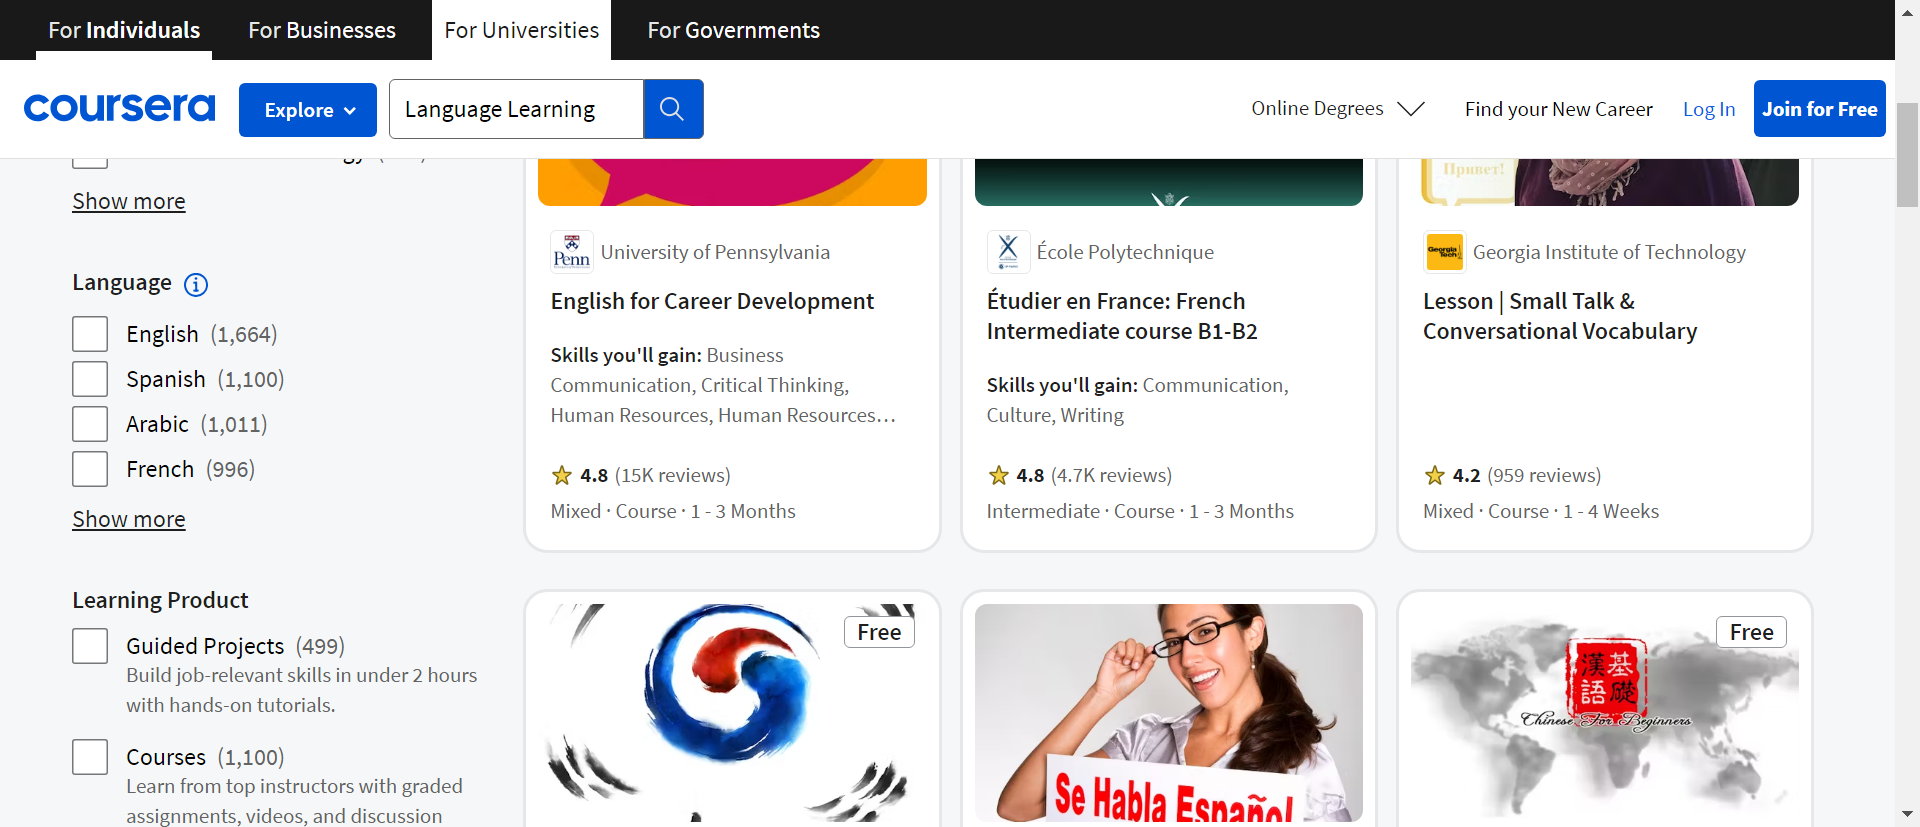 For Individuals
For Businesses
For Universities
For Governments
coursera
Explore
Language Learning
Online Degrees
Find your New Career
Log In
Join for Free
Show more
Language
English (1,664)
Spanish (1,100)
Arabic (1,011)
French (996)
Show more
Learning Product
Guided Projects (499)
Build job-relevant skills in under 2 hours
with hands-on tutorials.
Courses (1,100)
Learn from top instructors with graded
assignments, videos, and discussion
Penn
University of Pennsylvania
English for Career Development
Skills you'll gain: Business
Communication, Critical Thinking,
Human Resources, Human Resources…
4.8 (15K reviews)
Mixed · Course · 1 - 3 Months
École Polytechnique
Étudier en France: French
Intermediate course B1-B2
Skills you'll gain: Communication,
Culture, Writing
4.8 (4.7K reviews)
Intermediate · Course · 1 - 3 Months
Привет!
Georgia
Tech
Georgia Institute of Technology
Lesson | Small Talk &
Conversational Vocabulary
4.2 (959 reviews)
Mixed · Course · 1 - 4 Weeks
Free
Se Habla Español
Free
漢基
語礎
Chinese For Beginners